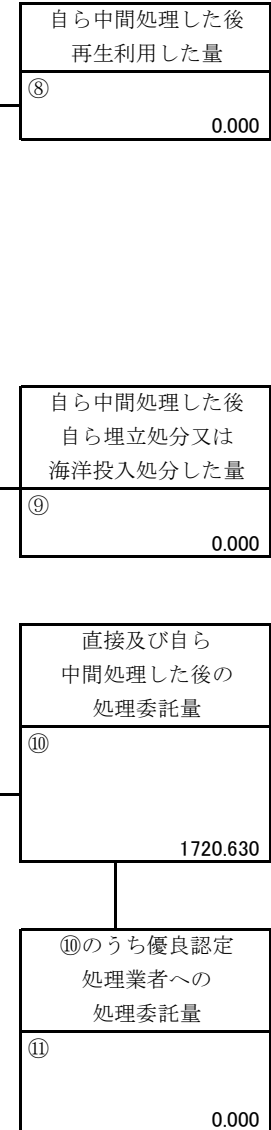 自ら中間処理した後
再生利用した量
⑧
0.000
自ら中間処理した後
自ら埋立処分又は
海洋投入処分した量
⑨
0.000
直接及び自ら
中間処理した後の
処理委託量
⑩
1720.630
⑩のうち優良認定
処理業者への
処理委託量
⑪
0.000